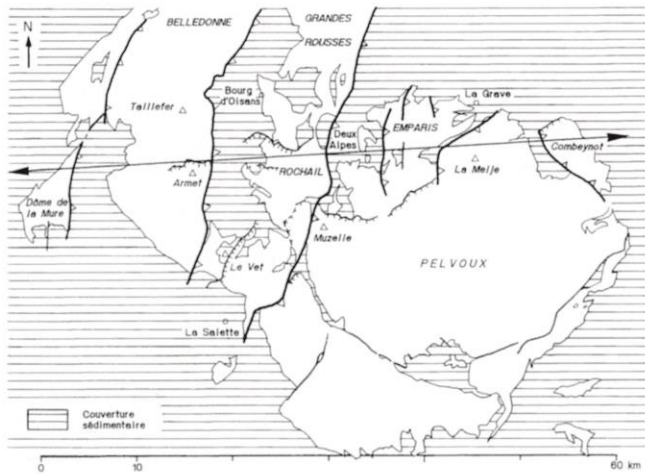 N
BELLEDONNE
GRANDES
ROUSSES
Taillefer
Bourg
d'Oisans
La Grave
Deux
Alpes
EMPARIS
Combeynot
Armet
ROCHAIL
La Meije
Dôme de
la Mure
Muzelle
Le Vet
PELVOUX
La Salette
Couverture
sédimentaire
0
10
60 km